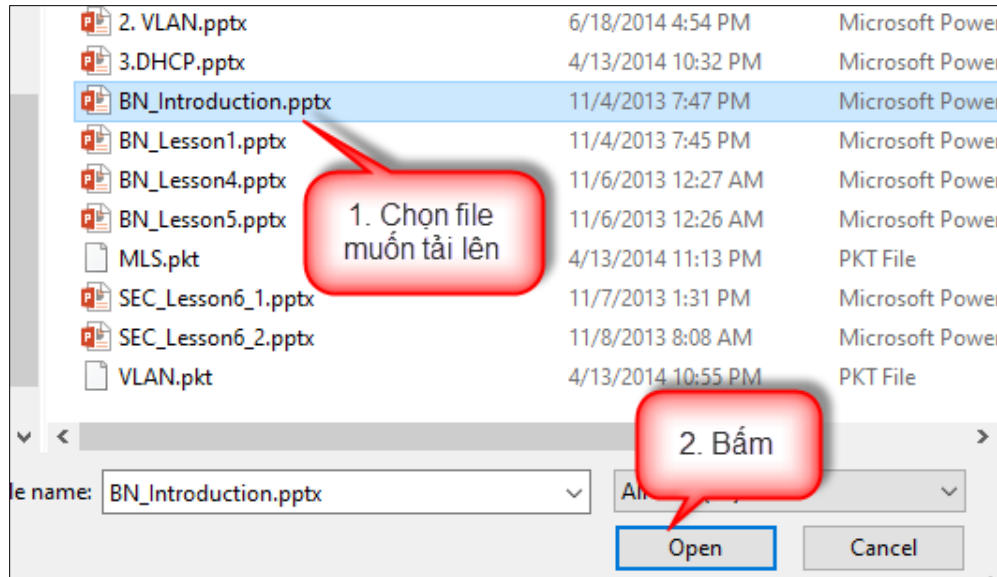 2. VLAN.pptx 6/18/2014 4:54 PM Microsoft Power
3.DHCP.pptx 4/13/2014 10:32 PM Microsoft Power
BN_Introduction.pptx 11/4/2013 7:47 PM Microsoft Power
BN_Lesson1.pptx 11/4/2013 7:45 PM Microsoft Power
BN_Lesson4.pptx 11/6/2013 12:27 AM Microsoft Power
BN_Lesson5.pptx 11/6/2013 12:26 AM Microsoft Power
1. Chọn file
muốn tải lên
MLS.pkt 4/13/2014 11:13 PM PKT File
SEC_Lesson6_1.pptx 11/7/2013 1:31 PM Microsoft Power
SEC_Lesson6_2.pptx 11/8/2013 8:08 AM Microsoft Power
VLAN.pkt 4/13/2014 10:55 PM PKT File
2. Bấm
le name: BN_Introduction.pptx
Open Cancel